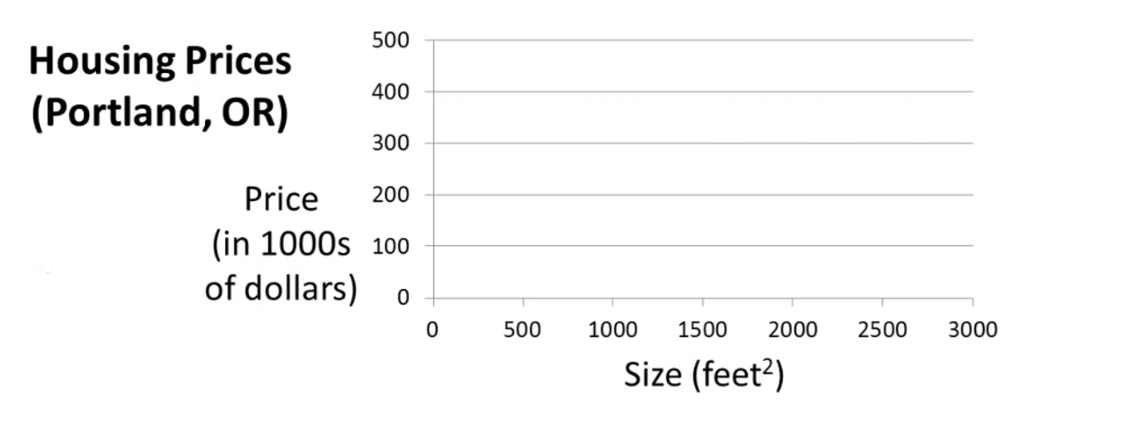 Housing Prices
(Portland, OR)
Price
(in 1000s
of dollars)
500
400
300
200
100
0
0 500 1000 1500 2000 2500 3000
Size (feet²)